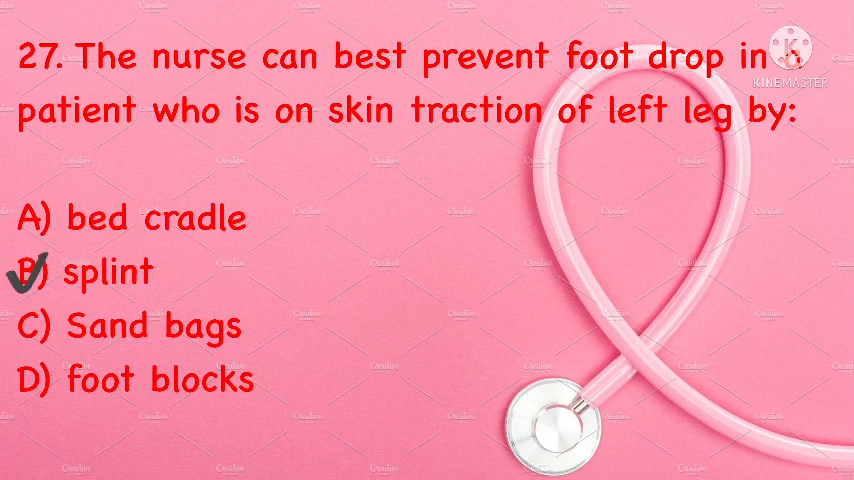 27. The nurse can best prevent foot drop in a
patient who is on skin traction of left leg by:
A) bed cradle
B) splint
C) Sand bags
D) foot blocks
K
KINEMASTER